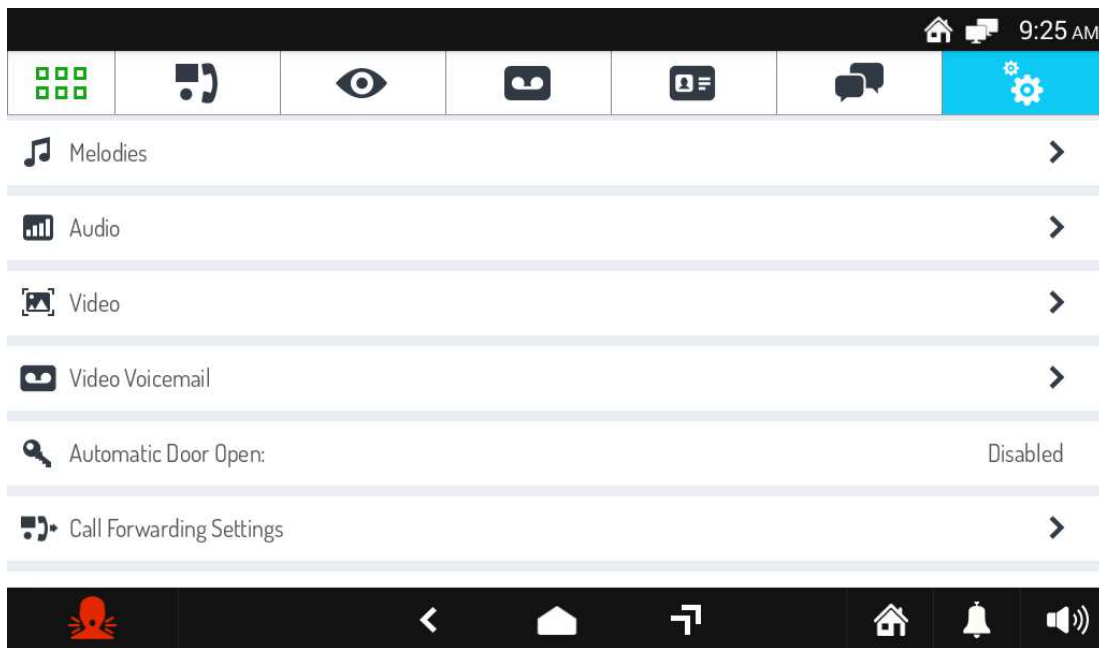 9:25 AM
Melodies
Audio
Video
Video Voicemail
Automatic Door Open: Disabled
Call Forwarding Settings